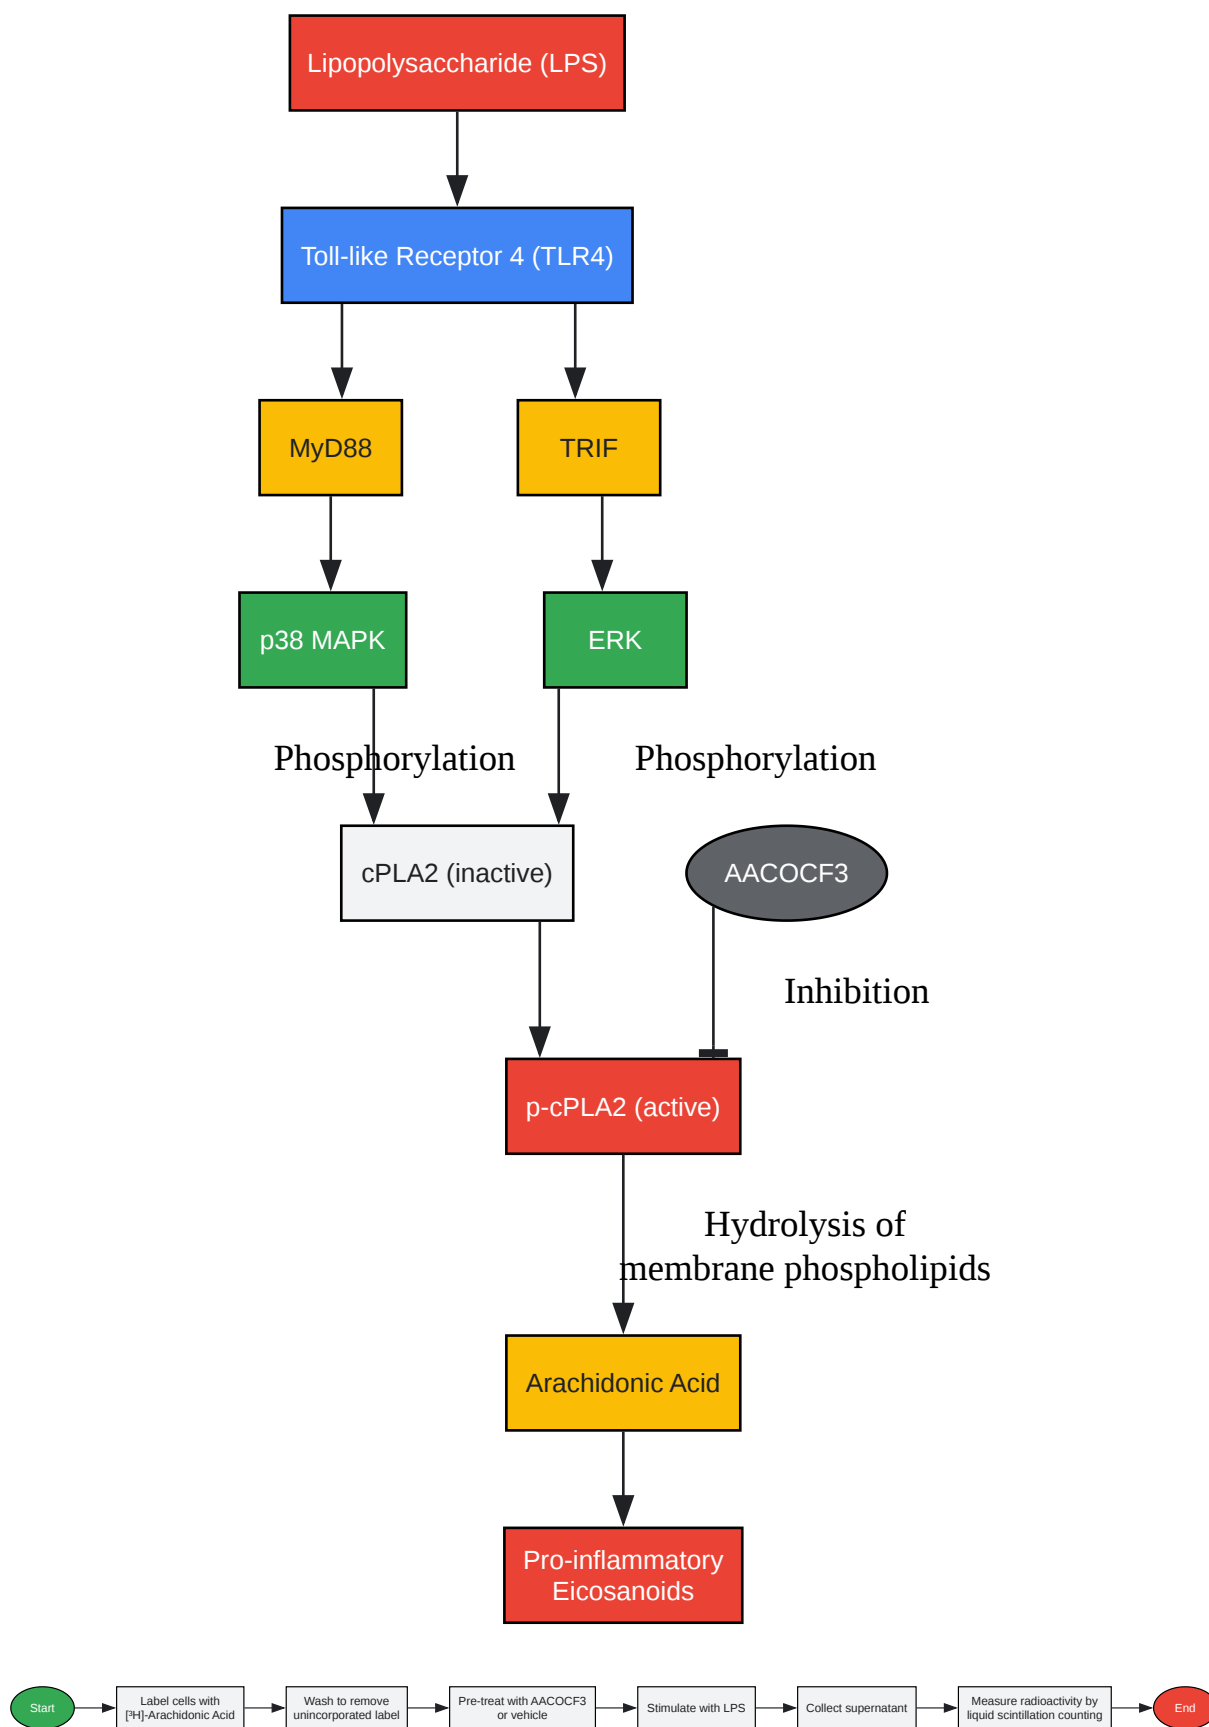 Lipopolysaccharide (LPS)
Toll-like Receptor 4 (TLR4)
MyD88
TRIF
p38 MAPK
ERK
Phosphorylation
Phosphorylation
cPLA2 (inactive)
AACOCF3
Inhibition
p-cPLA2 (active)
Hydrolysis of
membrane phospholipids
Arachidonic Acid
Pro-inflammatory
Eicosanoids
Start
Label cells with
[³H]-Arachidonic Acid
Wash to remove
unincorporated label
Pre-treat with AACOCF3
or vehicle
Stimulate with LPS
Collect supernatant
Measure radioactivity by
liquid scintillation counting
End